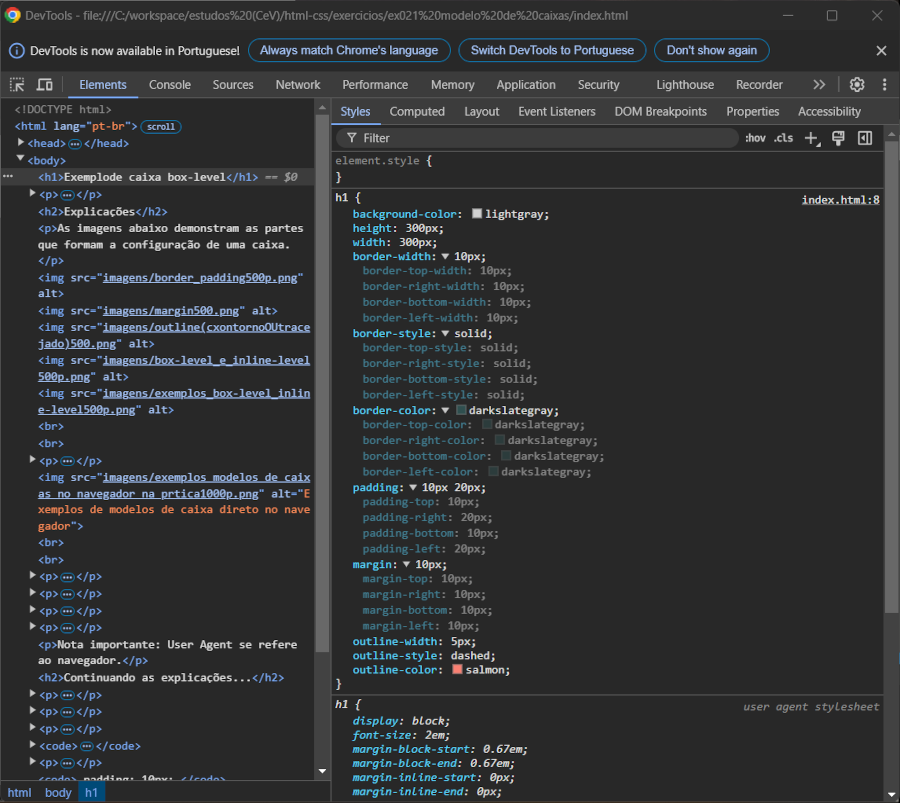 DevTools - file:///C:/workspace/estudos%20(CeV)/html-css/exercicios/ex021%20modelo%20de%20caixas/index.html
DevTools is now available in Portuguese! Always match Chrome's language Switch DevTools to Portuguese Don't show again
Elements Console Sources Network Performance Memory Application Security Lighthouse Recorder
<!DOCTYPE html>
<html lang="pt-br"> scroll
<head> ... </head>
<body>
<h1>Exemplode caixa box-level</h1> == $0
<p> ... </p>
<h2>Explicações</h2>
<p>As imagens abaixo demonstram as partes
que formam a configuração de uma caixa.
</p>
<img src="imagens/border_padding500p.png"
alt>
<img src="imagens/margin500.png" alt>
<img src="imagens/outline(cxontornoOUtrace
jado)500.png" alt>
<img src="imagens/box-level_e_inline-level
500p.png" alt>
<img src="imagens/exemplos_box-level_inlin
e-level500p.png" alt>
<br>
<br>
<p> ... </p>
<img src="imagens/exemplos modelos de caix
as no navegador na prtica1000p.png" alt="E
xemplos de modelos de caixa direto no nave
gador">
<br>
<br>
<p> ... </p>
<p> ... </p>
<p> ... </p>
<p> ... </p>
<p>Nota importante: User Agent se refere
ao navegador.</p>
<h2>Continuando as explicações...</h2>
<p> ... </p>
<p> ... </p>
<p> ... </p>
<code> ... </code>
<p> ... </p>
<code> padding: 10px; </code>
html body h1
Styles Computed Layout Event Listeners DOM Breakpoints Properties Accessibility
Filter :hov .cls
element.style {
}
h1 { index.html:8
background-color: lightgray;
height: 300px;
width: 300px;
border-width: 10px;
border-top-width: 10px;
border-right-width: 10px;
border-bottom-width: 10px;
border-left-width: 10px;
border-style: solid;
border-top-style: solid;
border-right-style: solid;
border-bottom-style: solid;
border-left-style: solid;
border-color: darkslategray;
border-top-color: darkslategray;
border-right-color: darkslategray;
border-bottom-color: darkslategray;
border-left-color: darkslategray;
padding: 10px 20px;
padding-top: 10px;
padding-right: 20px;
padding-bottom: 10px;
padding-left: 20px;
margin: 10px;
margin-top: 10px;
margin-right: 10px;
margin-bottom: 10px;
margin-left: 10px;
outline-width: 5px;
outline-style: dashed;
outline-color: salmon;
}
h1 { user agent stylesheet
display: block;
font-size: 2em;
margin-block-start: 0.67em;
margin-block-end: 0.67em;
margin-inline-start: 0px;
margin-inline-end: 0px;